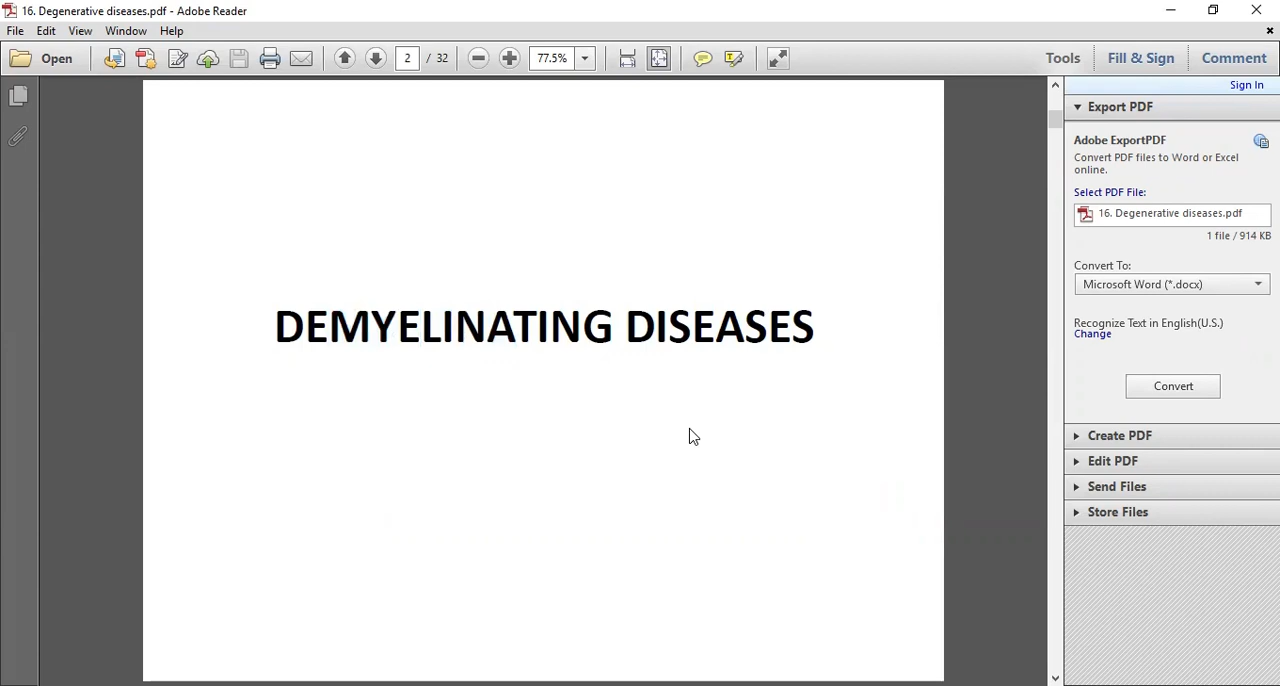 16. Degenerative diseases.pdf - Adobe Reader
File Edit View Window Help
Open 2 / 32 77.5% Tools Fill & Sign Comment
Sign In
Export PDF
Adobe ExportPDF
Convert PDF files to Word or Excel
online.
Select PDF File:
16. Degenerative diseases.pdf
1 file / 914 KB
Convert To:
Microsoft Word (*.docx)
Recognize Text in English(U.S.)
Change
Convert
Create PDF
Edit PDF
Send Files
Store Files
DEMYELINATING DISEASES